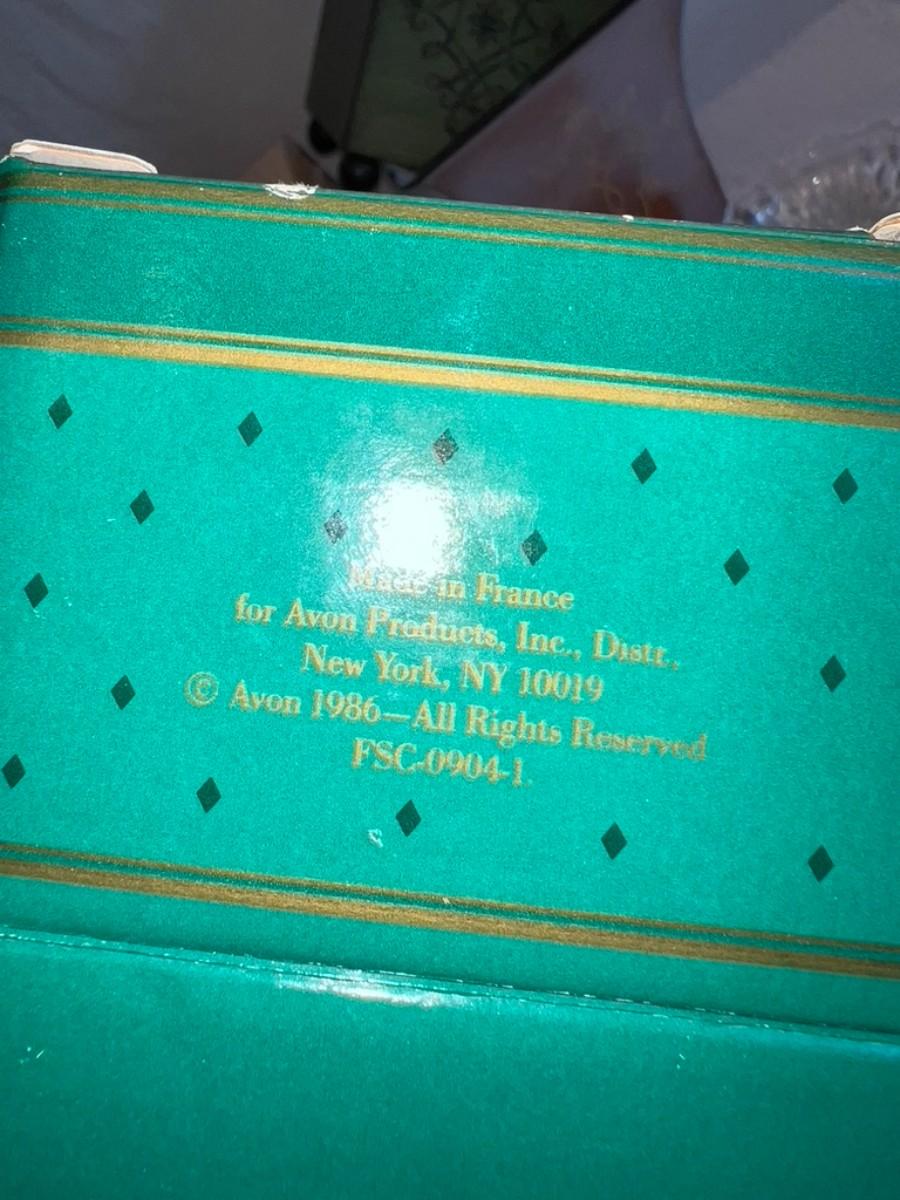 Made in France
for Avon Products, Inc., Distr.,
New York, NY 10019
© Avon 1986—All Rights Reserved
FSC-0904-1